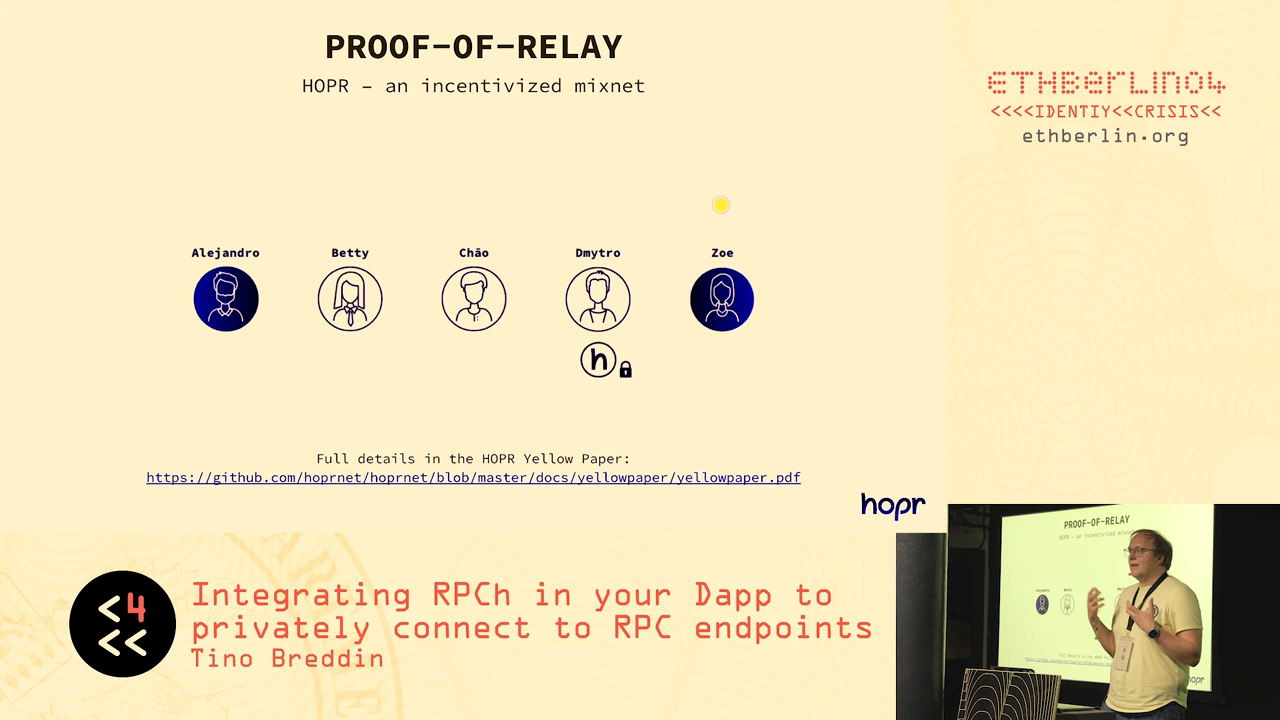 PROOF-OF-RELAY
HOPR – an incentivized mixnet
Alejandro
Betty
Chāo
Dmytro
Zoe
h
Full details in the HOPR Yellow Paper:
https://github.com/hoprnet/hoprnet/blob/master/docs/yellowpaper/yellowpaper.pdf
hopr
ETHBerlin04
<<<<IDENTIY<<CRISIS<<
ethberlin.org
<4
<<
Integrating RPCh in your Dapp to
privately connect to RPC endpoints
Tino Breddin
PROOF-OF-RELAY
hopr